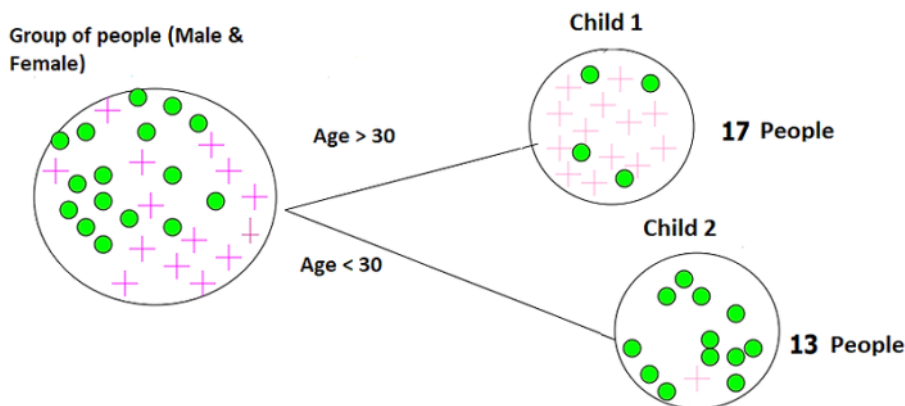 Group of people (Male &
Female)
Child 1
Age > 30
17 People
Child 2
Age < 30
13 People